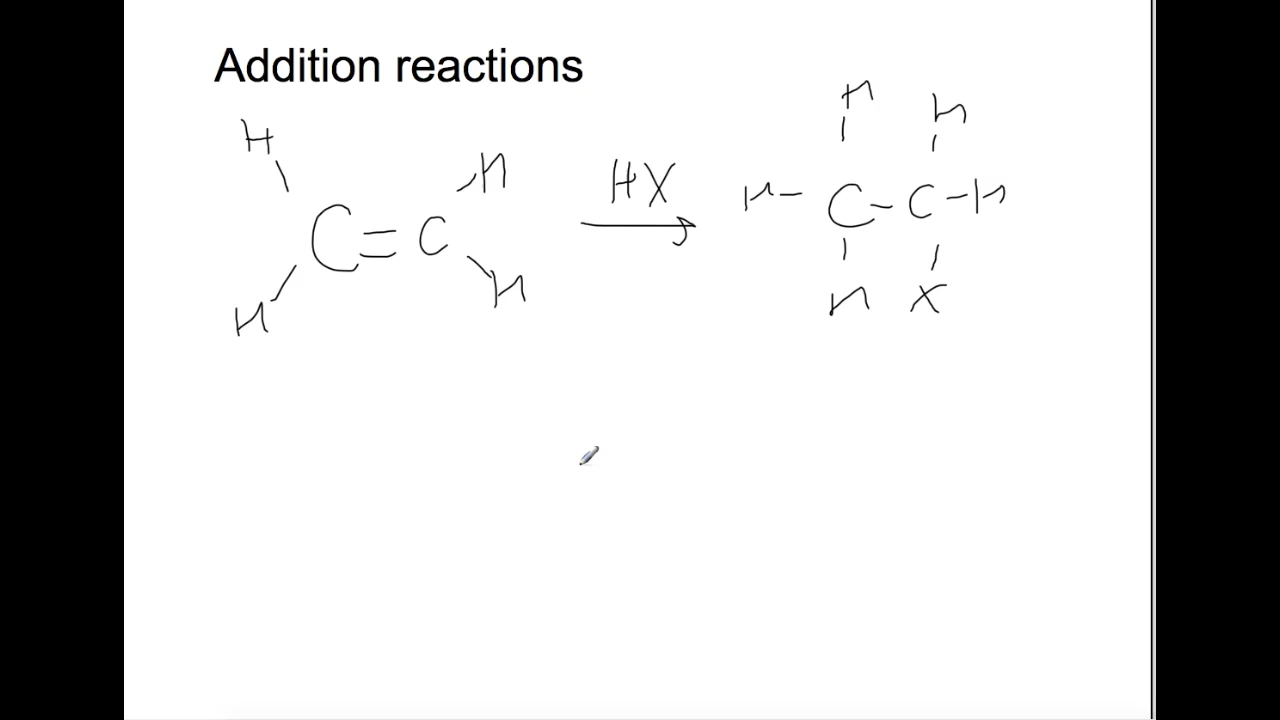 Addition reactions
H H H H
C=C HX H-C-C-H
H H H X